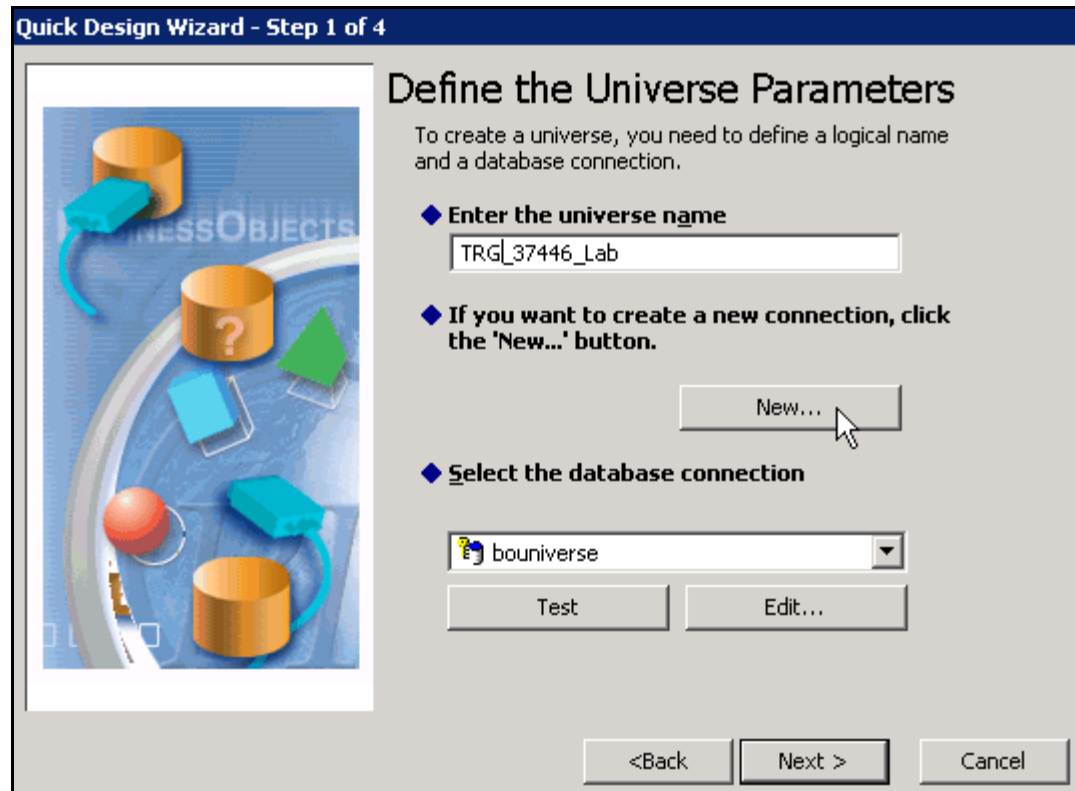 Quick Design Wizard - Step 1 of 4
Define the Universe Parameters
To create a universe, you need to define a logical name
and a database connection.
Enter the universe name
TRG_37446_Lab
If you want to create a new connection, click
the 'New...' button.
New...
Select the database connection
bouniverse
Test
Edit...
<Back
Next >
Cancel
NESSOBJECTS
?